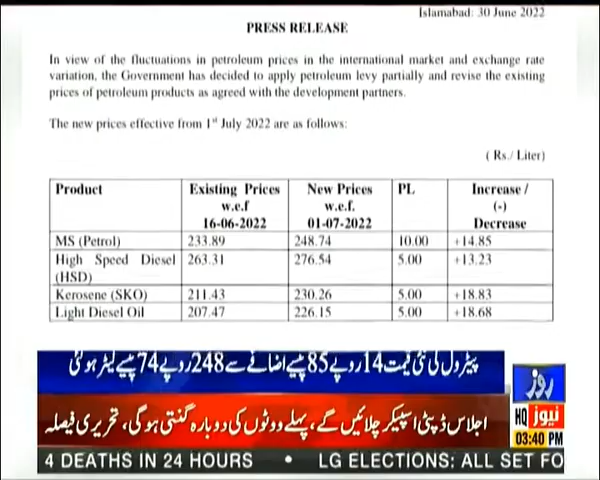 Islamabad: 30 June 2022
PRESS RELEASE
In view of the fluctuations in petroleum prices in the international market and exchange rate
variation, the Government has decided to apply petroleum levy partially and revise the existing
prices of petroleum products as agreed with the development partners.
The new prices effective from 1st July 2022 are as follows:
( Rs./ Liter)
Product Existing Prices w.e.f 16-06-2022 New Prices w.e.f. 01-07-2022 PL Increase / (-) Decrease
MS (Petrol) 233.89 248.74 10.00 +14.85
High Speed Diesel (HSD) 263.31 276.54 5.00 +13.23
Kerosene (SKO) 211.43 230.26 5.00 +18.83
Light Diesel Oil 207.47 226.15 5.00 +18.68
پیٹرول کی نئی قیمت 14 روپے 85 پیسے اضافے سے 248 روپے 74 پیسے لیٹر ہوگئی
اجلاس ڈپٹی اسپیکر چلائیں گے، پہلے ووٹوں کی دوبارہ گنتی ہوگی، تحریری فیصلہ
روز
HQ نیوز
03:40 PM
4 DEATHS IN 24 HOURS • LG ELECTIONS: ALL SET FO